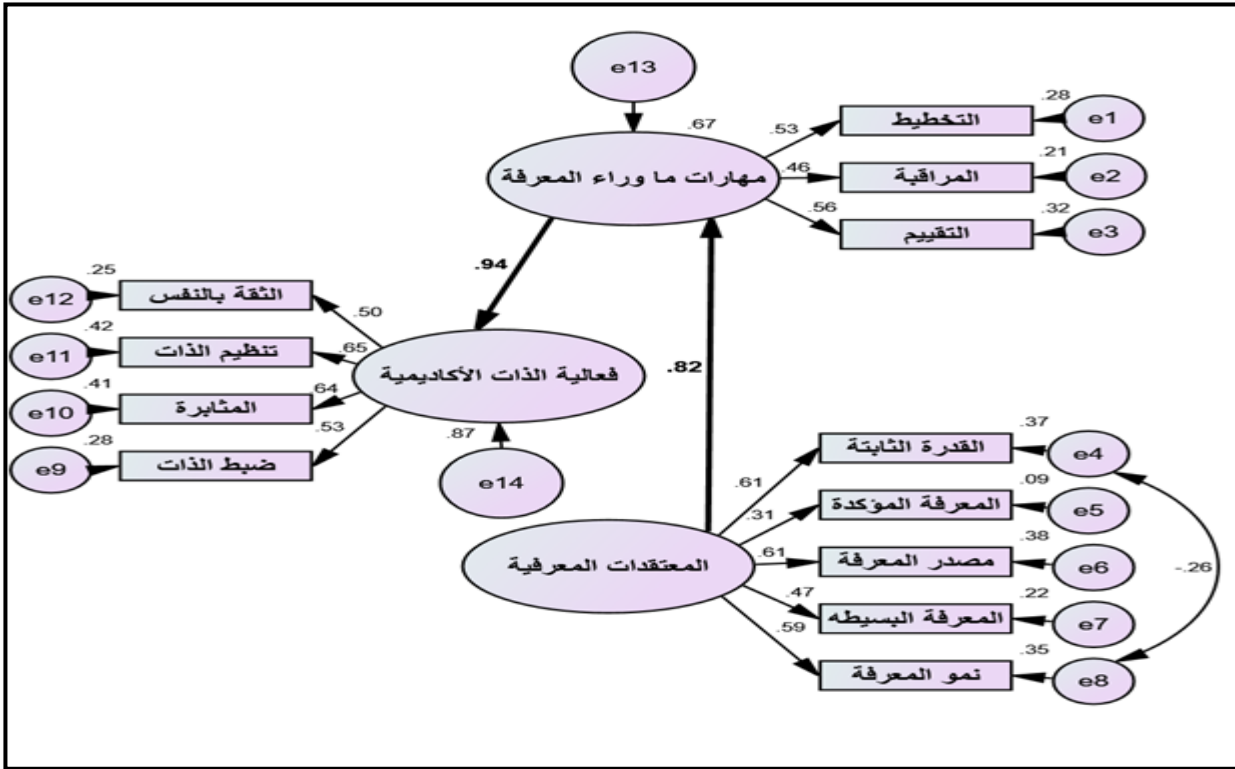 e13
.67
مهارات ما وراء المعرفة
.53
.28
التخطيط
e1
.46
.21
المراقبة
e2
.56
.32
التقييم
e3
.94
.82
.25
e12
الثقة بالنفس
.50
.42
e11
تنظيم الذات
.65
.41
e10
المثابرة
.64
.28
e9
ضبط الذات
.53
فعالية الذات الأكاديمية
.87
e14
المعتقدات المعرفية
.61
.37
القدرة الثابتة
e4
.31
.09
المعرفة المؤكدة
e5
.61
.38
مصدر المعرفة
e6
.47
.22
المعرفة البسيطه
e7
.59
.35
نمو المعرفة
e8
-.26